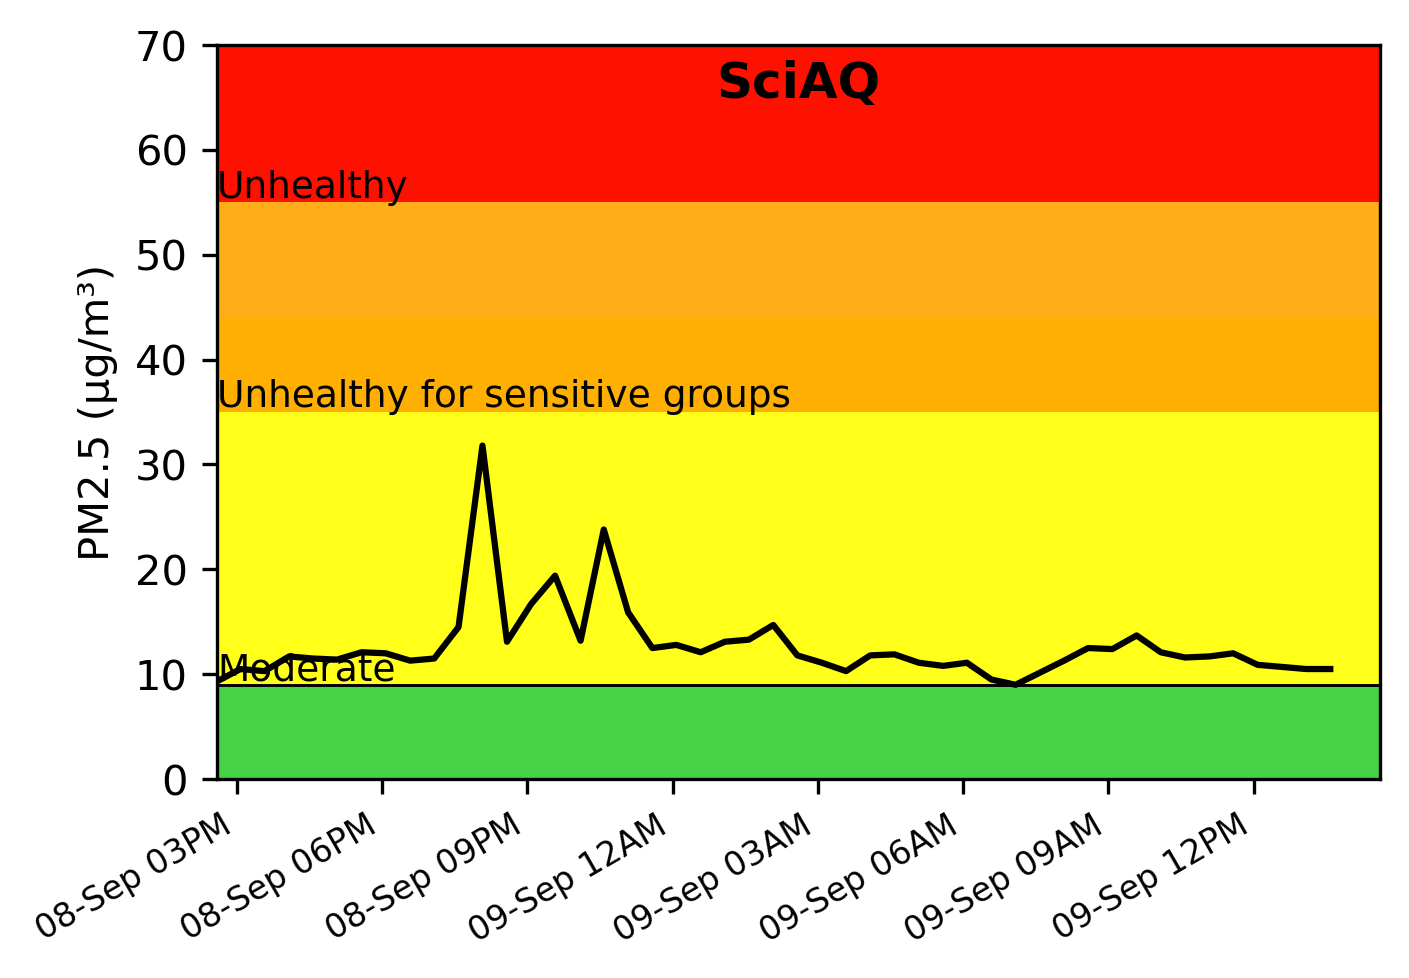 SciAQ
PM2.5 (µg/m³)
70
60
50
40
30
20
10
0
Unhealthy
Unhealthy for sensitive groups
Moderate
08-Sep 03PM
08-Sep 06PM
08-Sep 09PM
09-Sep 12AM
09-Sep 03AM
09-Sep 06AM
09-Sep 09AM
09-Sep 12PM